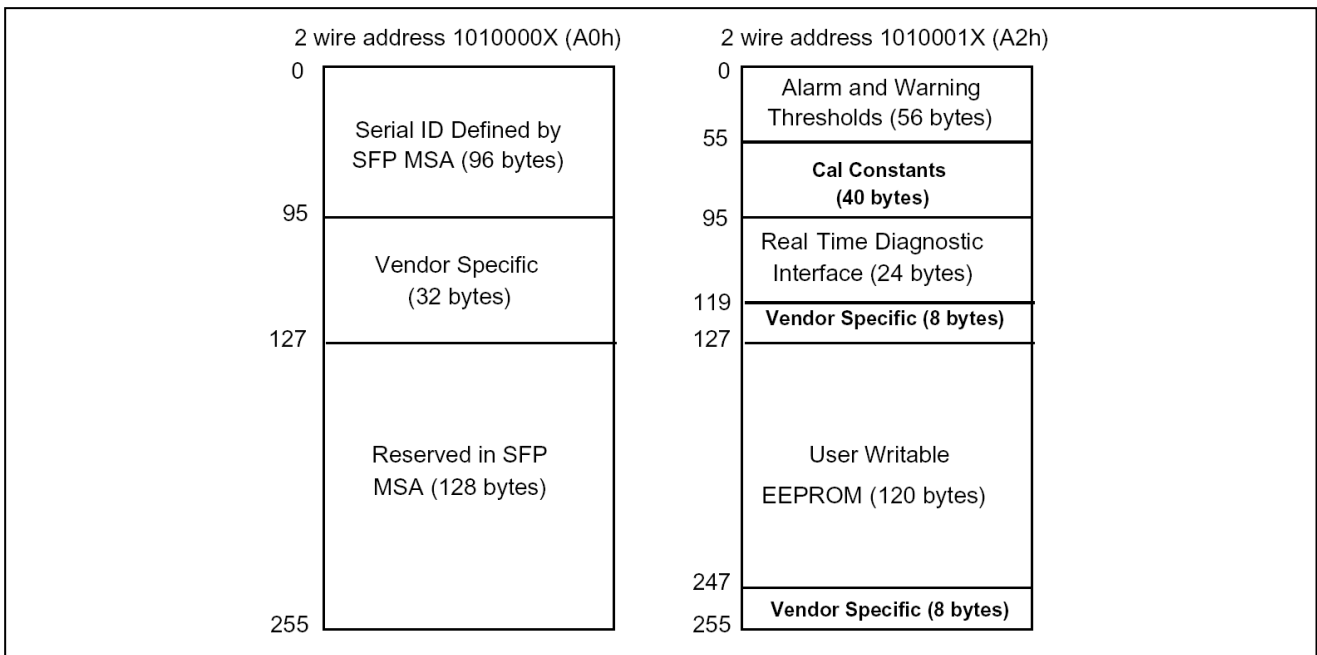 2 wire address 1010000X (A0h)
0
Serial ID Defined by
SFP MSA (96 bytes)
95
Vendor Specific
(32 bytes)
127
Reserved in SFP
MSA (128 bytes)
255
2 wire address 1010001X (A2h)
0
Alarm and Warning
Thresholds (56 bytes)
55
Cal Constants
(40 bytes)
95
Real Time Diagnostic
Interface (24 bytes)
119
Vendor Specific (8 bytes)
127
User Writable
EEPROM (120 bytes)
247
Vendor Specific (8 bytes)
255